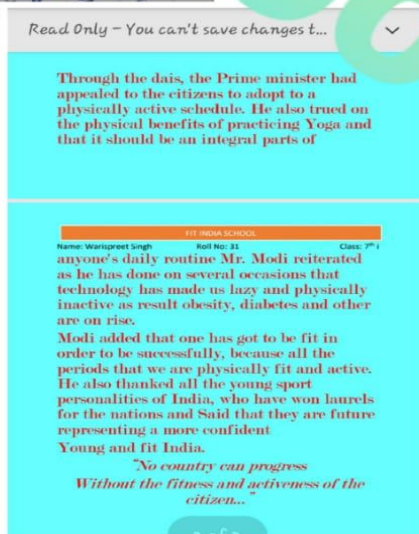 Read Only – You can't save changes t...
Through the dais, the Prime minister had
appealed to the citizens to adopt to a
physically active schedule. He also trued on
the physical benefits of practicing Yoga and
that it should be an integral parts of
FIT INDIA SCHOOL
Name: Warispreet Singh Roll No: 31 Class: 7th i
anyone's daily routine Mr. Modi reiterated
as he has done on several occasions that
technology has made us lazy and physically
inactive as result obesity, diabetes and other
are on rise.
Modi added that one has got to be fit in
order to be successfully, because all the
periods that we are physically fit and active.
He also thanked all the young sport
personalities of India, who have won laurels
for the nations and Said that they are future
representing a more confident
Young and fit India.
"No country can progress
Without the fitness and activeness of the
citizen..."